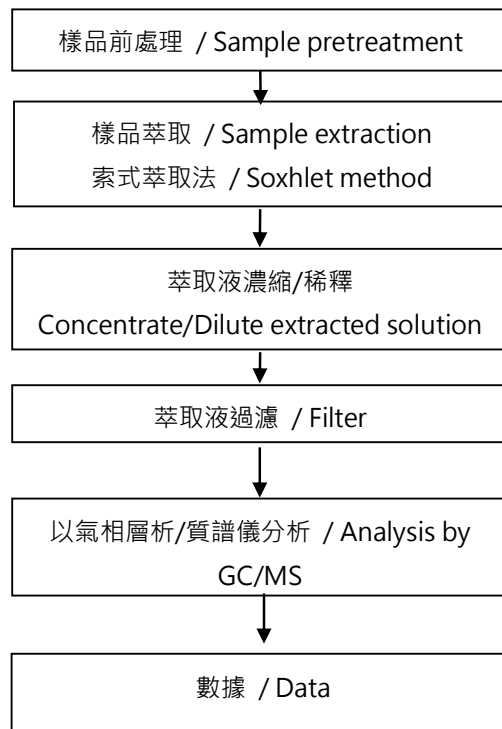 樣品前處理 / Sample pretreatment
樣品萃取 / Sample extraction
索式萃取法 / Soxhlet method
萃取液濃縮/稀釋
Concentrate/Dilute extracted solution
萃取液過濾 / Filter
以氣相層析/質譜儀分析 / Analysis by
GC/MS
數據 / Data